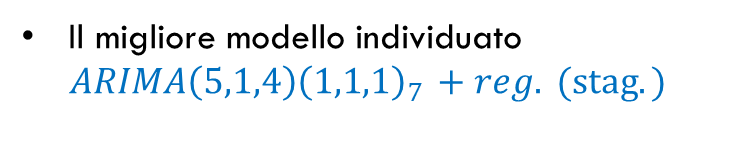 • Il migliore modello individuato
ARIMA(5,1,4)(1,1,1)₇ + reg. (stag.)